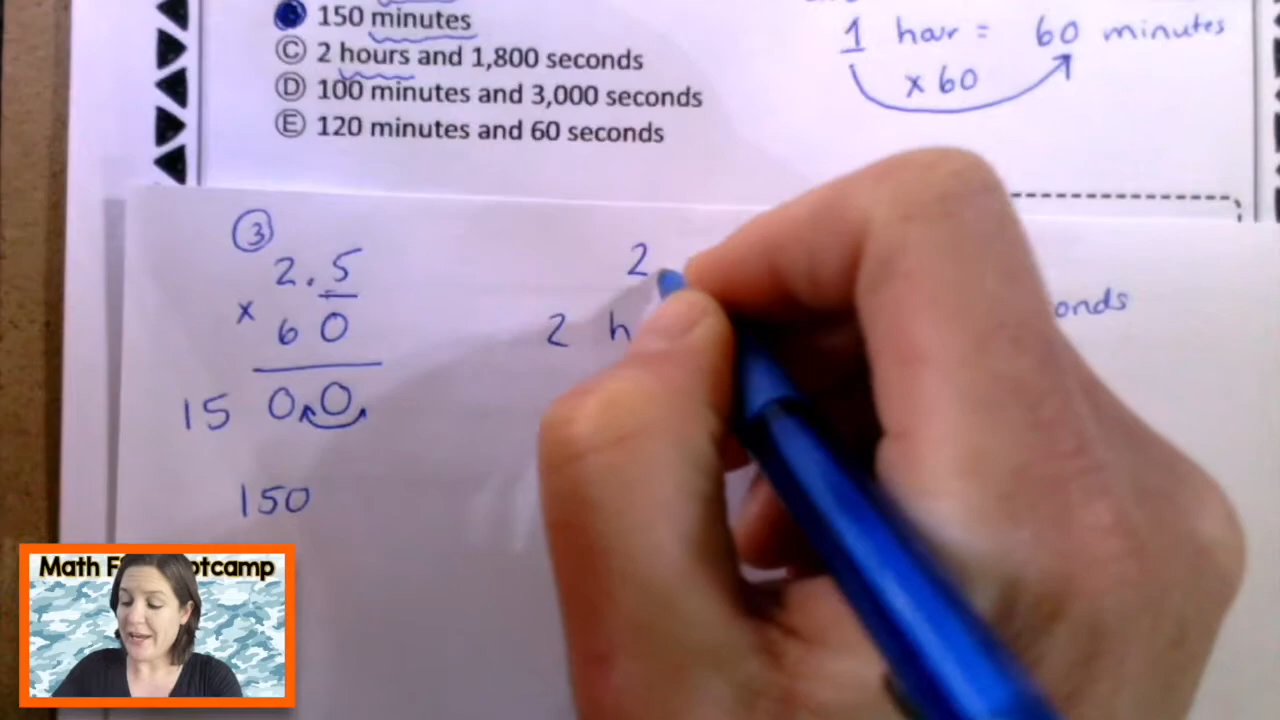 150 minutes
Ⓒ 2 hours and 1,800 seconds
Ⓓ 100 minutes and 3,000 seconds
Ⓔ 120 minutes and 60 seconds
1 hour = 60 minutes
x 60
3
2.5
x 60
15 0 0
150
2
2 h
onds
Math
otcamp